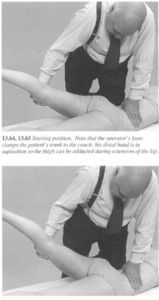 13.64, 13.65 Starting position. Note that the operator's knee
clamps the patient's trunk to the couch; his distal hand is in
supination so the thigh can be adducted during extension of the hip.